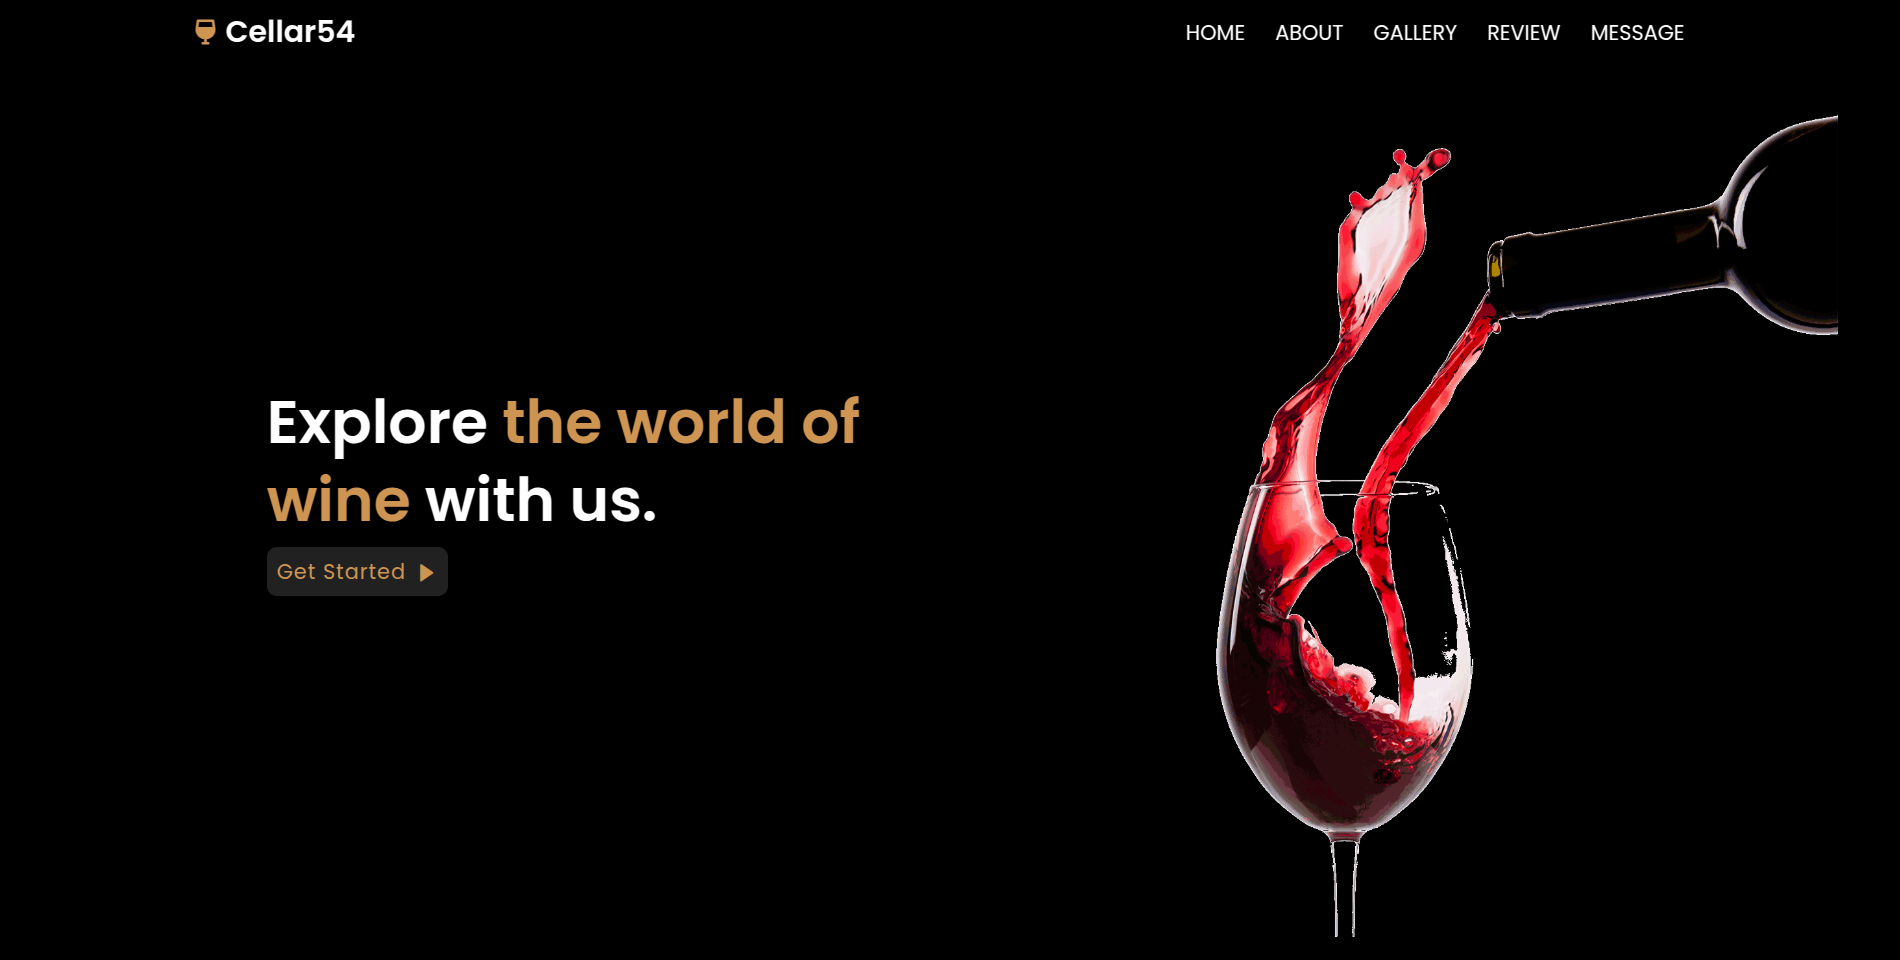 Cellar54
HOME ABOUT GALLERY REVIEW MESSAGE
Explore the world of
wine with us.
Get Started